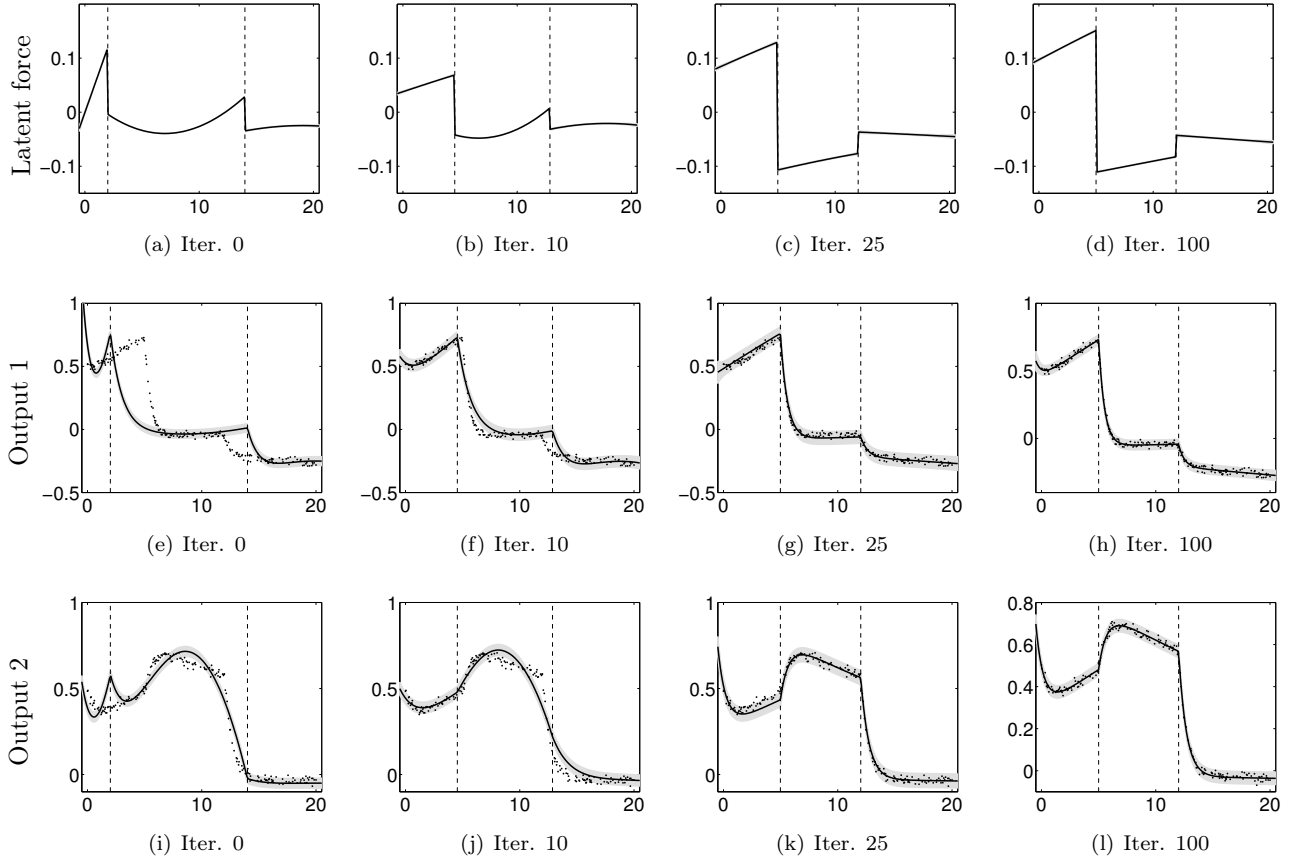 Latent force
0.1
0
−0.1
0 10 20
0.1
0
−0.1
0 10 20
0.1
0
−0.1
0 10 20
0.1
0
−0.1
0 10 20
(a) Iter. 0
(b) Iter. 10
(c) Iter. 25
(d) Iter. 100
Output 1
1
0.5
0
−0.5
0 10 20
1
0.5
0
−0.5
0 10 20
1
0.5
0
−0.5
0 10 20
1
0.5
0
0 10 20
(e) Iter. 0
(f) Iter. 10
(g) Iter. 25
(h) Iter. 100
Output 2
1
0.5
0
0 10 20
1
0.5
0
0 10 20
1
0.5
0
0 10 20
0.8
0.6
0.4
0.2
0
0 10 20
(i) Iter. 0
(j) Iter. 10
(k) Iter. 25
(l) Iter. 100